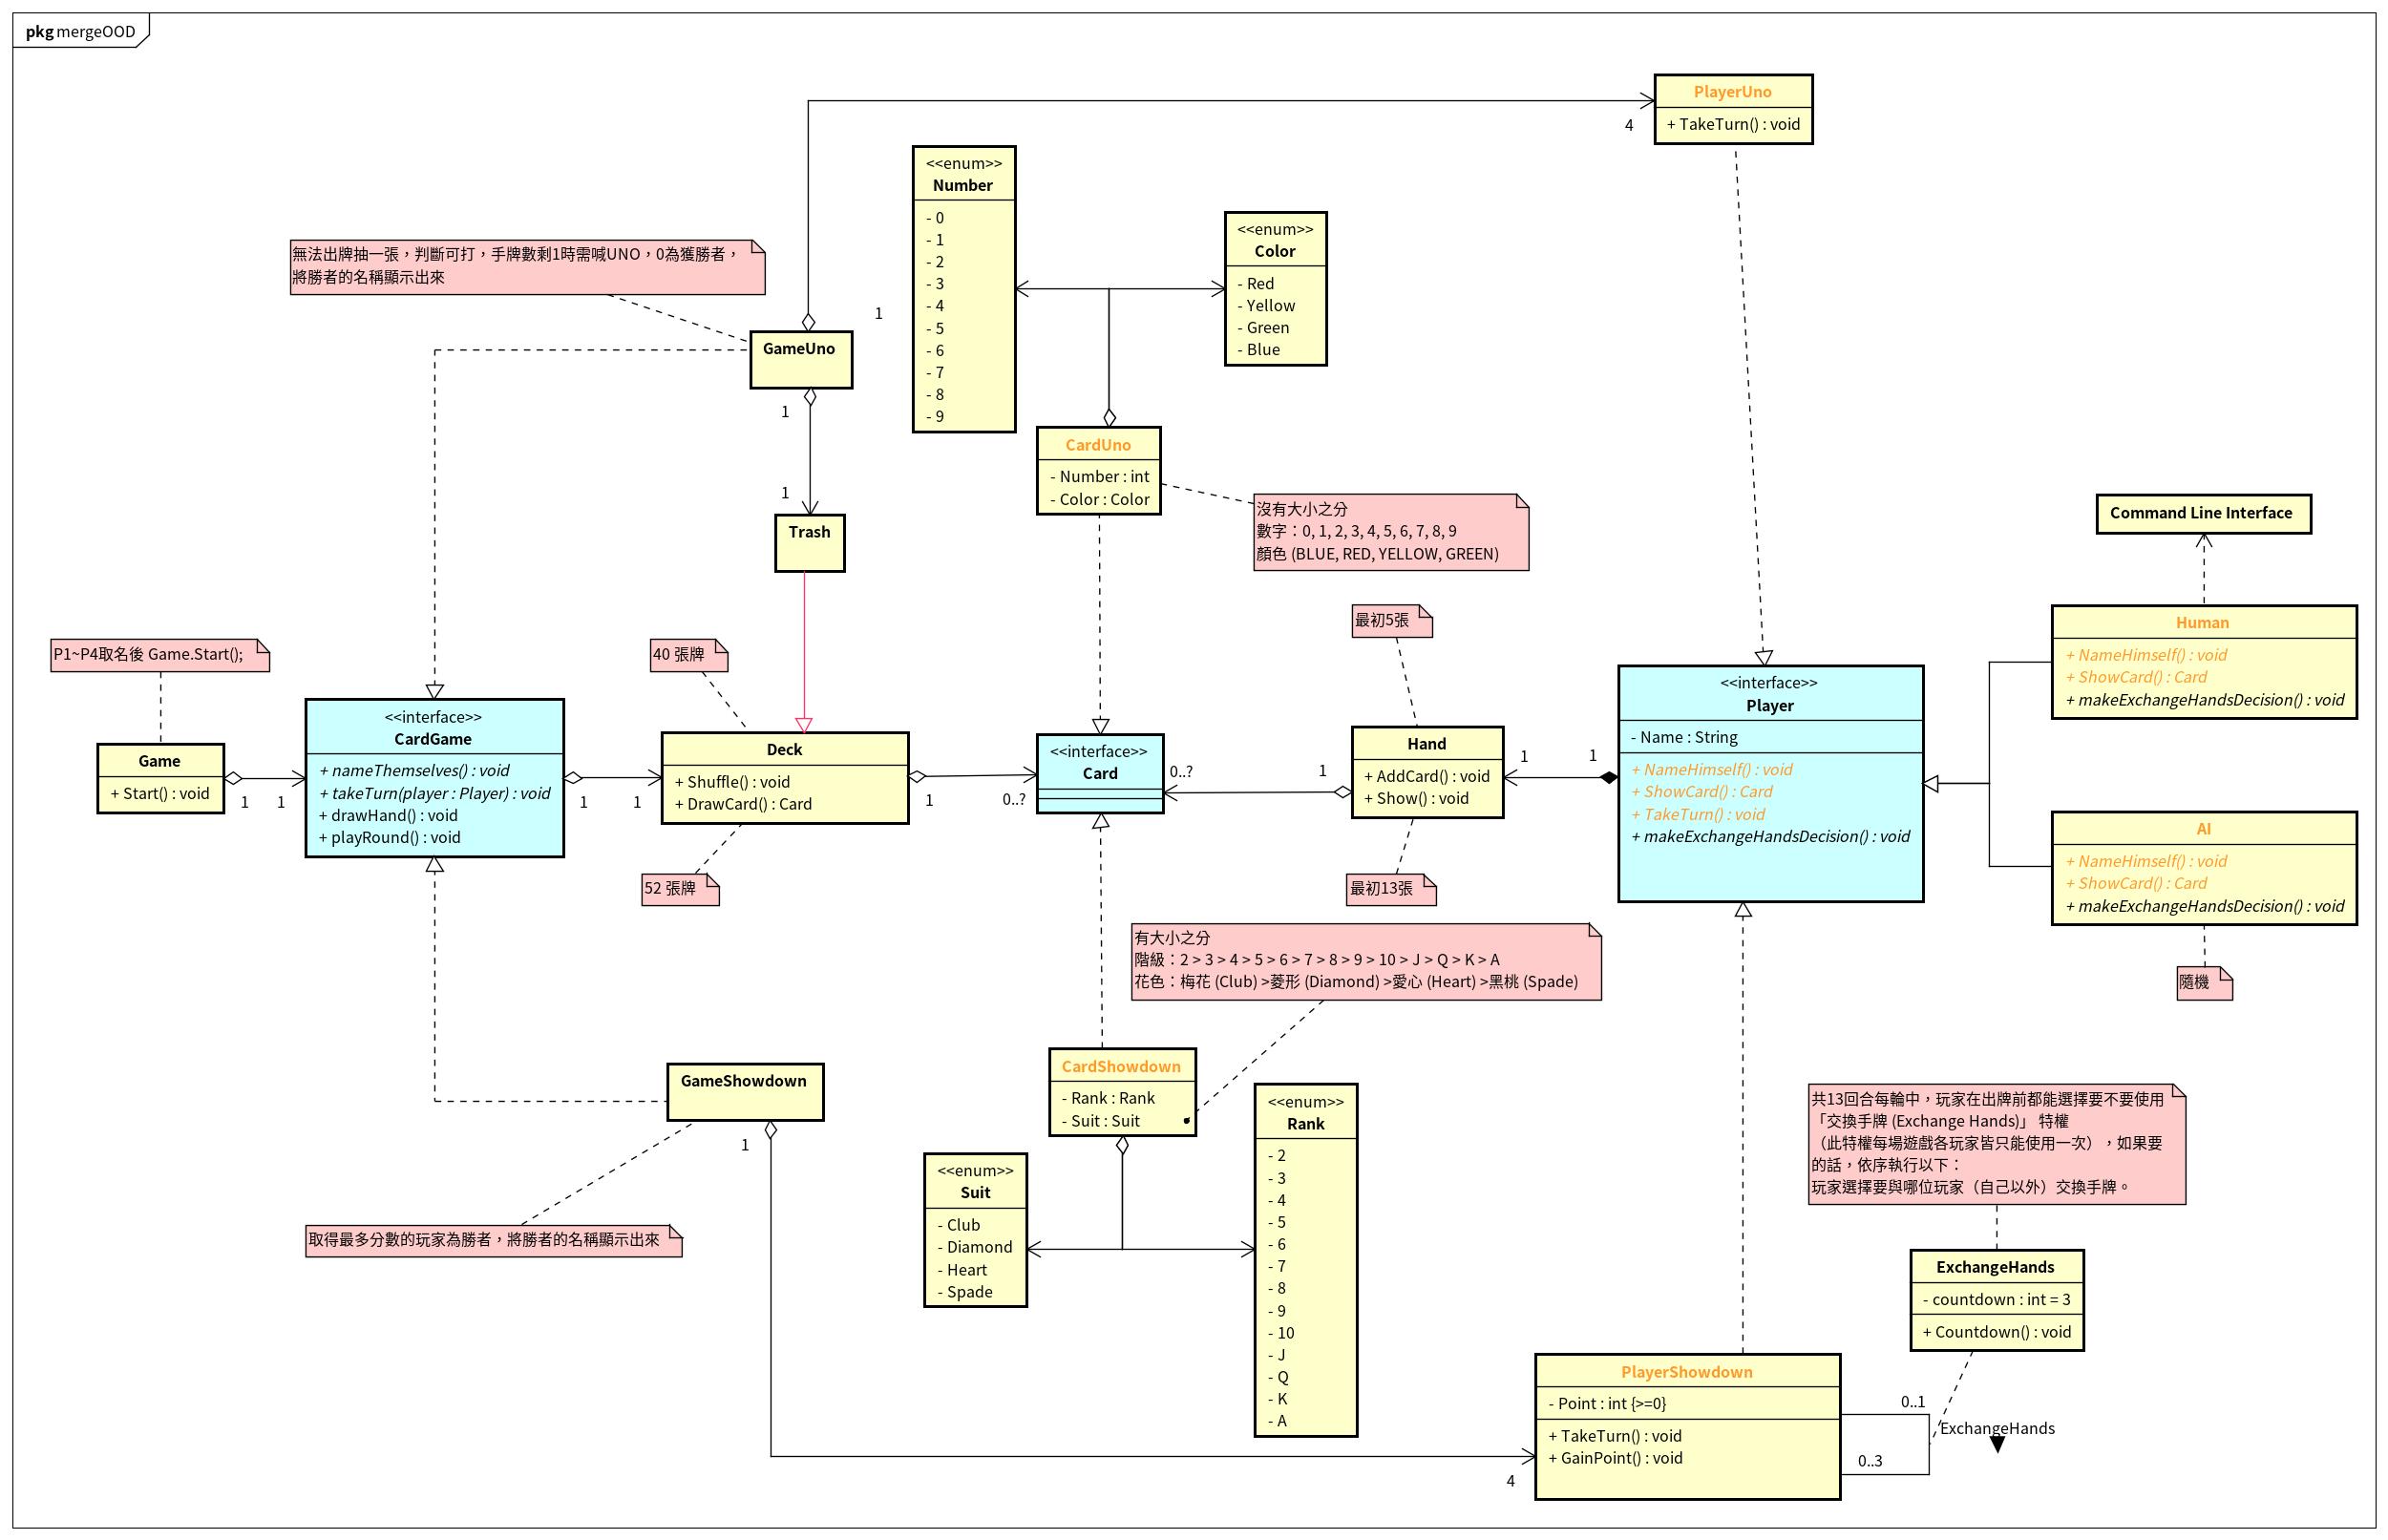 pkg mergeOOD
PlayerUno
+ TakeTurn() : void
4
<<enum>>
Number
- 0
- 1
- 2
- 3
- 4
- 5
- 6
- 7
- 8
- 9
<<enum>>
Color
- Red
- Yellow
- Green
- Blue
無法出牌抽一張，判斷可打，手牌數剩1時需喊UNO，0為獲勝者，
將勝者的名稱顯示出來
1
GameUno
1
1
Trash
CardUno
- Number : int
- Color : Color
沒有大小之分
數字：0, 1, 2, 3, 4, 5, 6, 7, 8, 9
顏色 (BLUE, RED, YELLOW, GREEN)
Command Line Interface
P1~P4取名後 Game.Start();
40 張牌
最初5張
Human
+ NameHimself() : void
+ ShowCard() : Card
+ makeExchangeHandsDecision() : void
Game
+ Start() : void
1
1
<<interface>>
CardGame
+ nameThemselves() : void
+ takeTurn(player : Player) : void
+ drawHand() : void
+ playRound() : void
1
1
Deck
+ Shuffle() : void
+ DrawCard() : Card
1
0..?
<<interface>>
Card
0..?
1
Hand
+ AddCard() : void
+ Show() : void
1
1
<<interface>>
Player
- Name : String
+ NameHimself() : void
+ ShowCard() : Card
+ TakeTurn() : void
+ makeExchangeHandsDecision() : void
AI
+ NameHimself() : void
+ ShowCard() : Card
+ makeExchangeHandsDecision() : void
52 張牌
最初13張
隨機
有大小之分
階級：2 > 3 > 4 > 5 > 6 > 7 > 8 > 9 > 10 > J > Q > K > A
花色：梅花 (Club) >菱形 (Diamond) >愛心 (Heart) >黑桃 (Spade)
GameShowdown
1
CardShowdown
- Rank : Rank
- Suit : Suit
<<enum>>
Rank
- 2
- 3
- 4
- 5
- 6
- 7
- 8
- 9
- 10
- J
- Q
- K
- A
<<enum>>
Suit
- Club
- Diamond
- Heart
- Spade
取得最多分數的玩家為勝者，將勝者的名稱顯示出來
共13回合每輪中，玩家在出牌前都能選擇要不要使用
「交換手牌 (Exchange Hands)」 特權
（此特權每場遊戲各玩家皆只能使用一次），如果要
的話，依序執行以下：
玩家選擇要與哪位玩家（自己以外）交換手牌。
ExchangeHands
- countdown : int = 3
+ Countdown() : void
PlayerShowdown
- Point : int {>=0}
+ TakeTurn() : void
+ GainPoint() : void
4
0..1
ExchangeHands
0..3